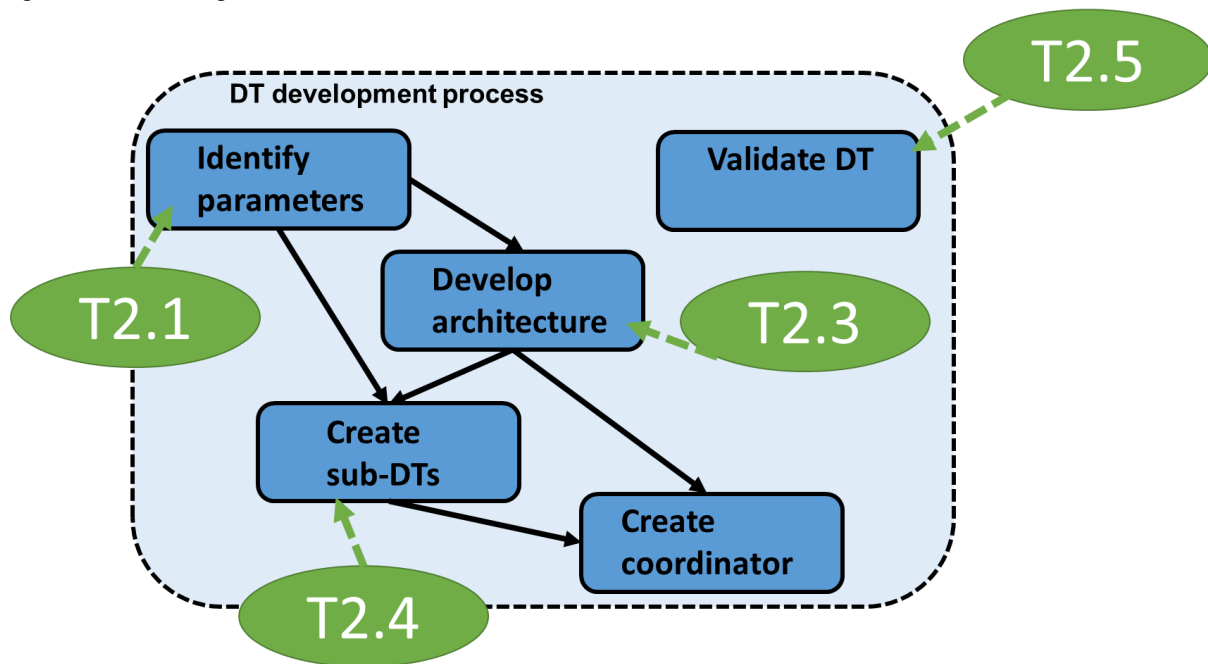 T2.5
DT development process
Identify
parameters
Validate DT
Develop
architecture
T2.1
T2.3
Create
sub-DTs
Create
coordinator
T2.4